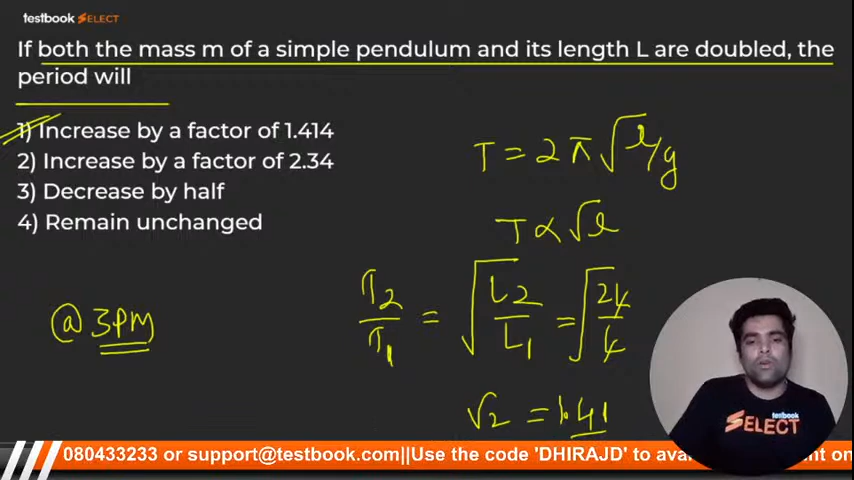 testbook SELECT
If both the mass m of a simple pendulum and its length L are doubled, the
period will
1) Increase by a factor of 1.414
2) Increase by a factor of 2.34
3) Decrease by half
4) Remain unchanged
T = 2π√l/g
T ∝ √l
T2/T1 = √L2/L1 = √2L/L
√2 = 1.41
@ 3PM
testbook
SELECT
080433233 or support@testbook.com||Use the code 'DHIRAJD' to on